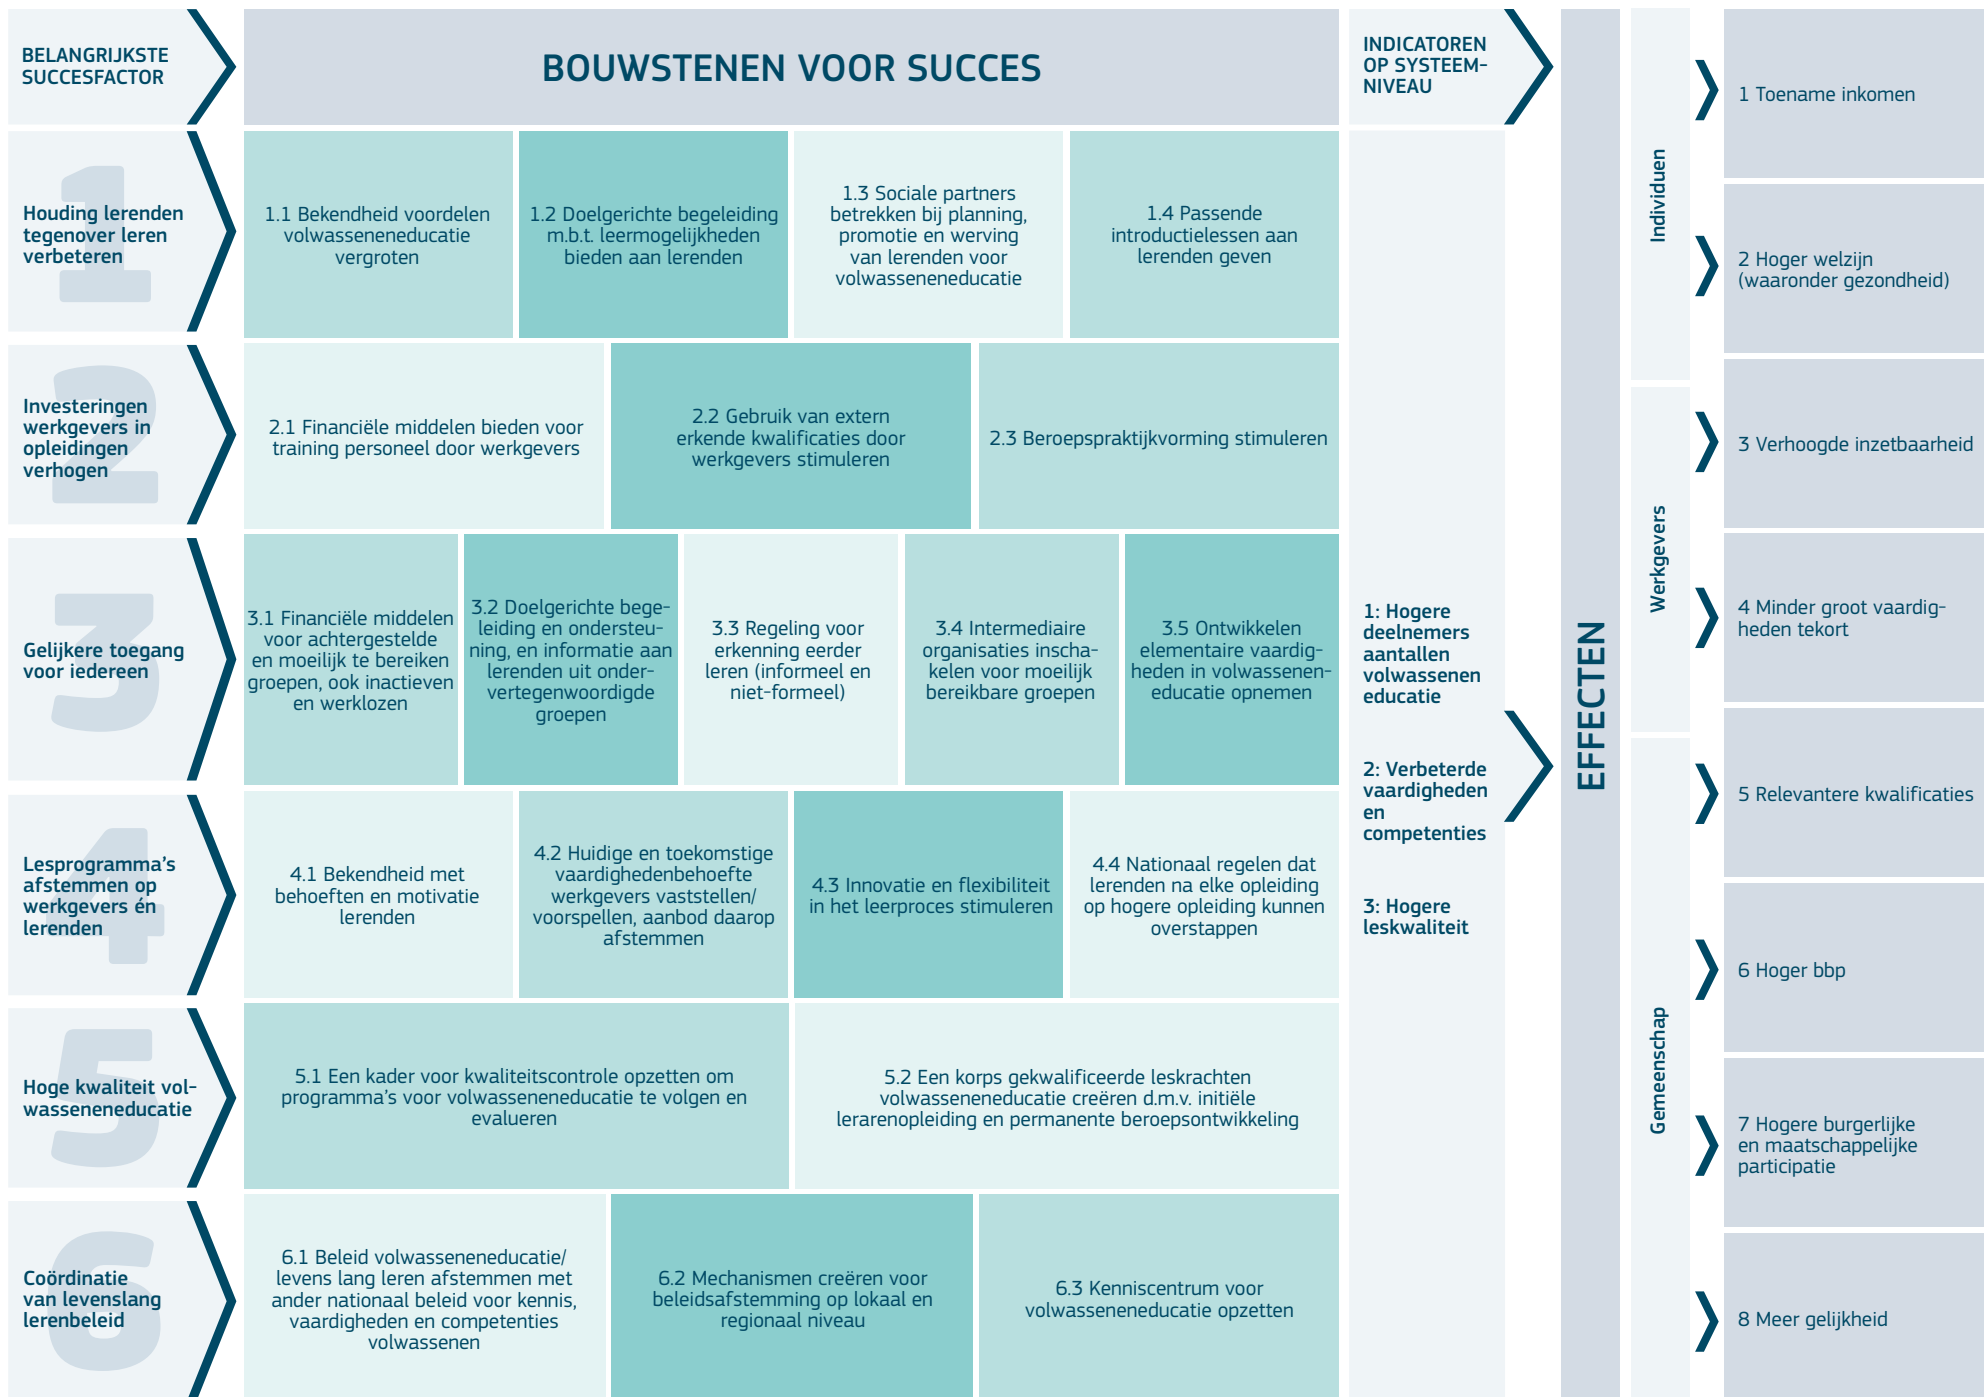 BELANGRIJKSTE
SUCCESFACTOR
BOUWSTENEN VOOR SUCCES
INDICATOREN
OP SYSTEEM-
NIVEAU
1
Houding lerenden
tegenover leren
verbeteren
1.1 Bekendheid voordelen
volwasseneneducatie
vergroten
1.2 Doelgerichte begeleiding
m.b.t. leermogelijkheden
bieden aan lerenden
1.3 Sociale partners
betrekken bij planning,
promotie en werving
van lerenden voor
volwasseneneducatie
1.4 Passende
introductielessen aan
lerenden geven
2
Investeringen
werkgevers in
opleidingen
verhogen
2.1 Financiële middelen bieden voor
training personeel door werkgevers
2.2 Gebruik van extern
erkende kwalificaties door
werkgevers stimuleren
2.3 Beroepspraktijkvorming stimuleren
3
Gelijkere toegang
voor iedereen
3.1 Financiële middelen
voor achtergestelde
en moeilijk te bereiken
groepen, ook inactieven
en werklozen
3.2 Doelgerichte bege-
leiding en ondersteu-
ning, en informatie aan
lerenden uit onder-
vertegenwoordigde
groepen
3.3 Regeling voor
erkenning eerder
leren (informeel en
niet-formeel)
3.4 Intermediaire
organisaties inscha-
kelen voor moeilijk
bereikbare groepen
3.5 Ontwikkelen
elementaire vaardig-
heden in volwassenen-
educatie opnemen
4
Lesprogramma's
afstemmen op
werkgevers én
lerenden
4.1 Bekendheid met
behoeften en motivatie
lerenden
4.2 Huidige en toekomstige
vaardighedenbehoefte
werkgevers vaststellen/
voorspellen, aanbod daarop
afstemmen
4.3 Innovatie en flexibiliteit
in het leerproces stimuleren
4.4 Nationaal regelen dat
lerenden na elke opleiding
op hogere opleiding kunnen
overstappen
5
Hoge kwaliteit vol-
wasseneneducatie
5.1 Een kader voor kwaliteitscontrole opzetten om
programma's voor volwasseneneducatie te volgen en
evalueren
5.2 Een korps gekwalificeerde leskrachten
volwasseneneducatie creëren d.m.v. initiële
lerarenopleiding en permanente beroepsontwikkeling
6
Coördinatie
van levenslang
lerenbeleid
6.1 Beleid volwasseneneducatie/
levens lang leren afstemmen met
ander nationaal beleid voor kennis,
vaardigheden en competenties
volwassenen
6.2 Mechanismen creëren voor
beleidsafstemming op lokaal en
regionaal niveau
6.3 Kenniscentrum voor
volwasseneneducatie opzetten
1: Hogere
deelnemers
aantallen
volwassenen
educatie
2: Verbeterde
vaardigheden
en
competenties
3: Hogere
leskwaliteit
EFFECTEN
Individuen
Werkgevers
Gemeenschap
1 Toename inkomen
2 Hoger welzijn
(waaronder gezondheid)
3 Verhoogde inzetbaarheid
4 Minder groot vaardig-
heden tekort
5 Relevantere kwalificaties
6 Hoger bbp
7 Hogere burgerlijke
en maatschappelijke
participatie
8 Meer gelijkheid